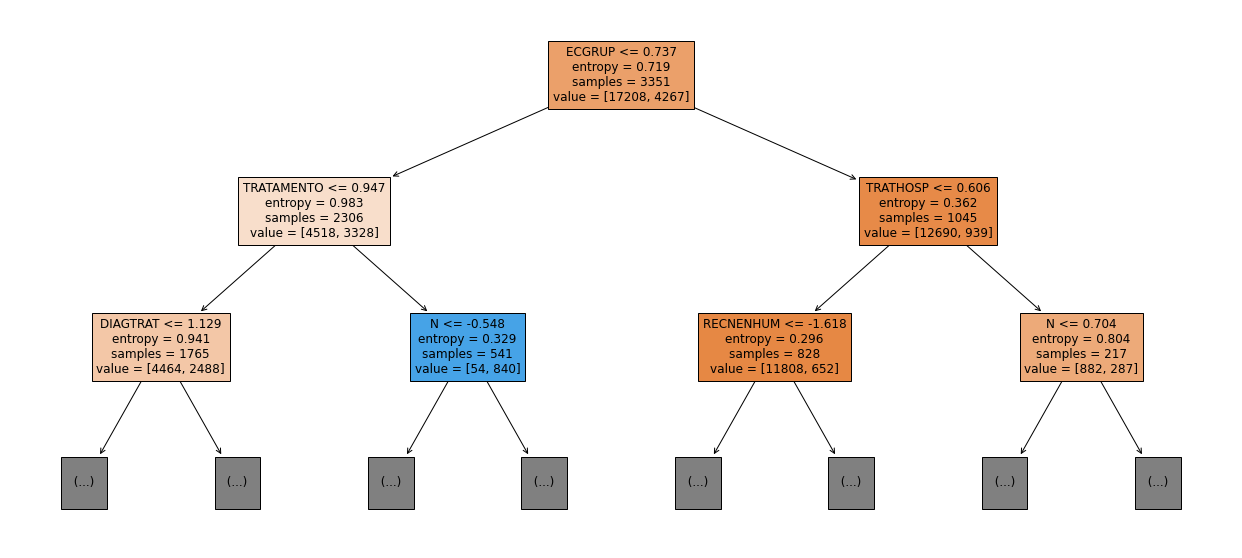 ECGRUP <= 0.737
entropy = 0.719
samples = 3351
value = [17208, 4267]
TRATAMENTO <= 0.947
entropy = 0.983
samples = 2306
value = [4518, 3328]
TRATHOSP <= 0.606
entropy = 0.362
samples = 1045
value = [12690, 939]
DIAGTRAT <= 1.129
entropy = 0.941
samples = 1765
value = [4464, 2488]
N <= -0.548
entropy = 0.329
samples = 541
value = [54, 840]
RECNENHUM <= -1.618
entropy = 0.296
samples = 828
value = [11808, 652]
N <= 0.704
entropy = 0.804
samples = 217
value = [882, 287]
(...)
(...)
(...)
(...)
(...)
(...)
(...)
(...)